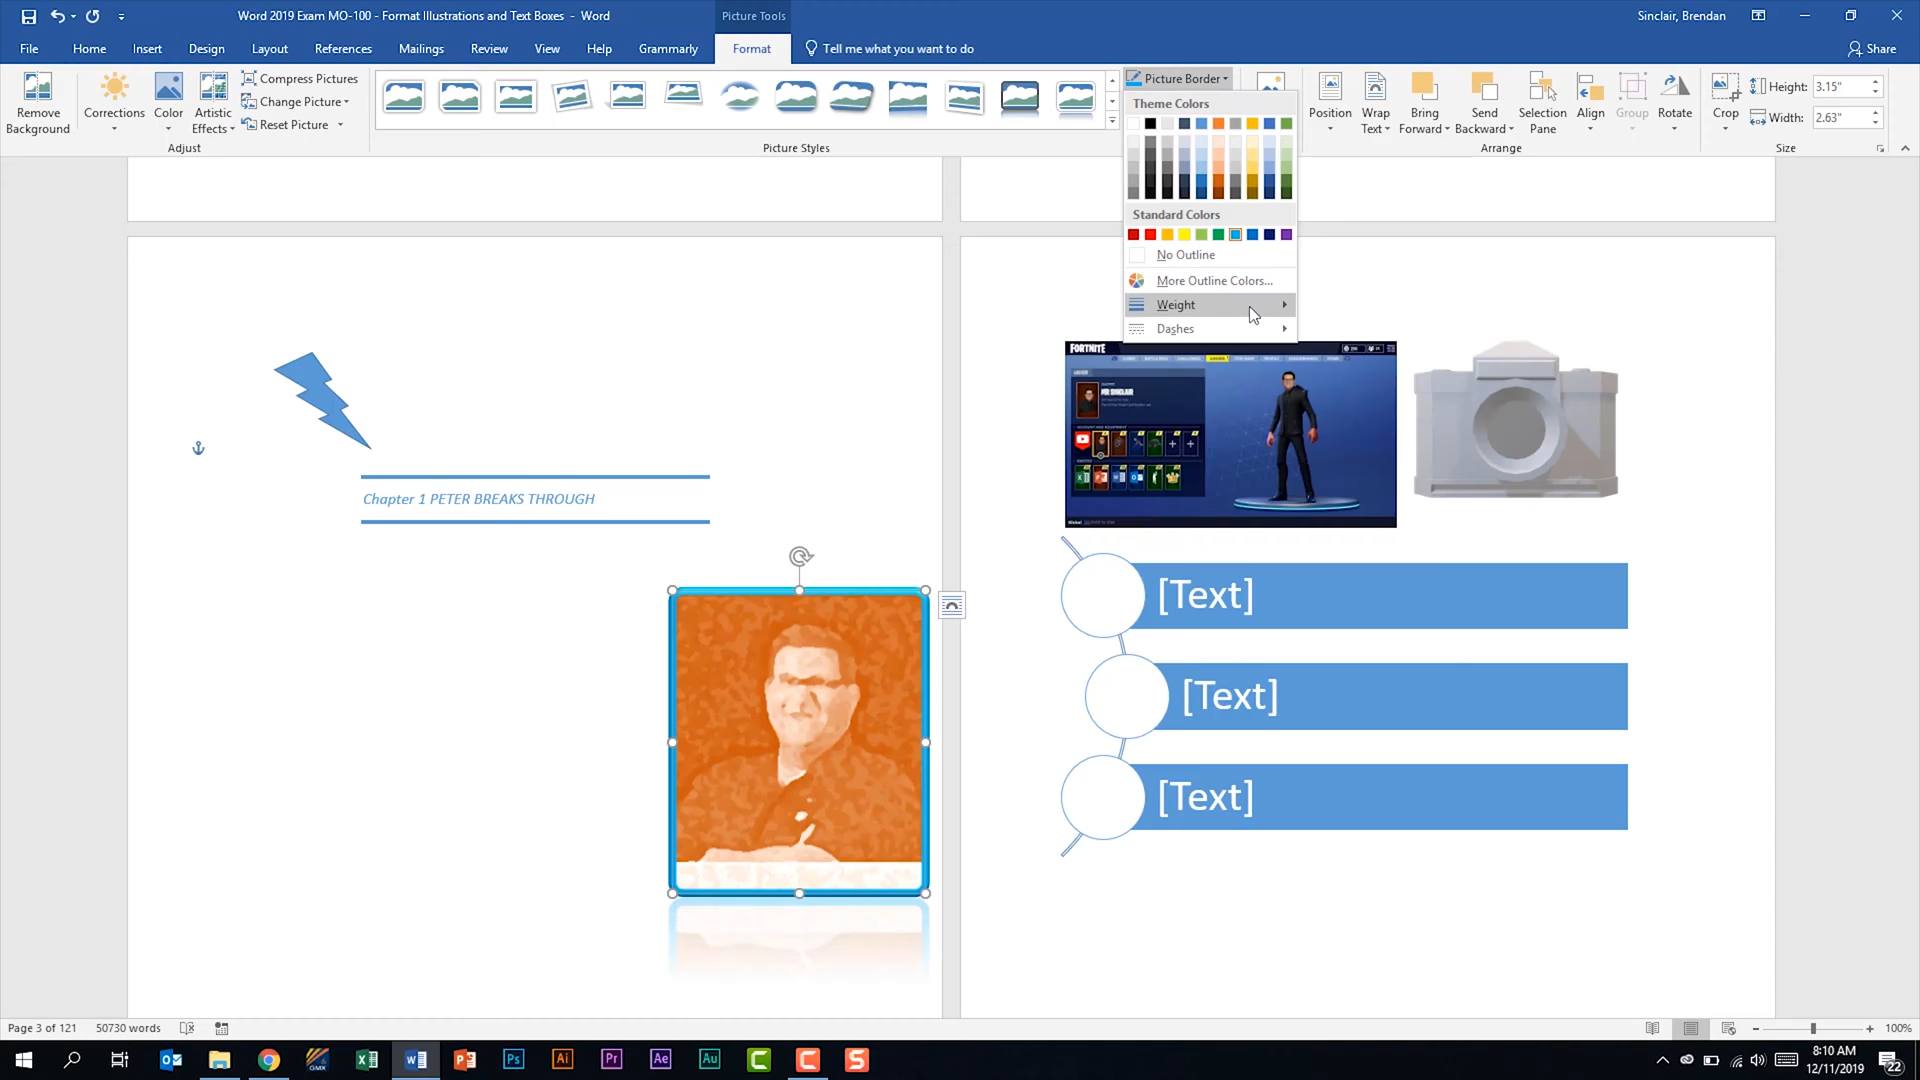 Word 2019 Exam MO-100 - Format Illustrations and Text Boxes - Word
Picture Tools
Sinclair, Brendan
File Home Insert Design Layout References Mailings Review View Help Grammarly Format Tell me what you want to do Share
Remove Background
Corrections
Color
Artistic Effects
Compress Pictures
Change Picture
Reset Picture
Adjust
Picture Styles
Picture Border
Position
Wrap Text
Bring Forward
Send Backward
Selection Pane
Align
Group
Rotate
Arrange
Crop
Height: 3.15"
Width: 2.63"
Size
Theme Colors
Standard Colors
No Outline
More Outline Colors...
Weight
Dashes
Chapter 1 PETER BREAKS THROUGH
FORTNITE
MR SINCLAIR
[Text]
[Text]
[Text]
Page 3 of 121 50730 words
100%
8:10 AM
12/11/2019
22